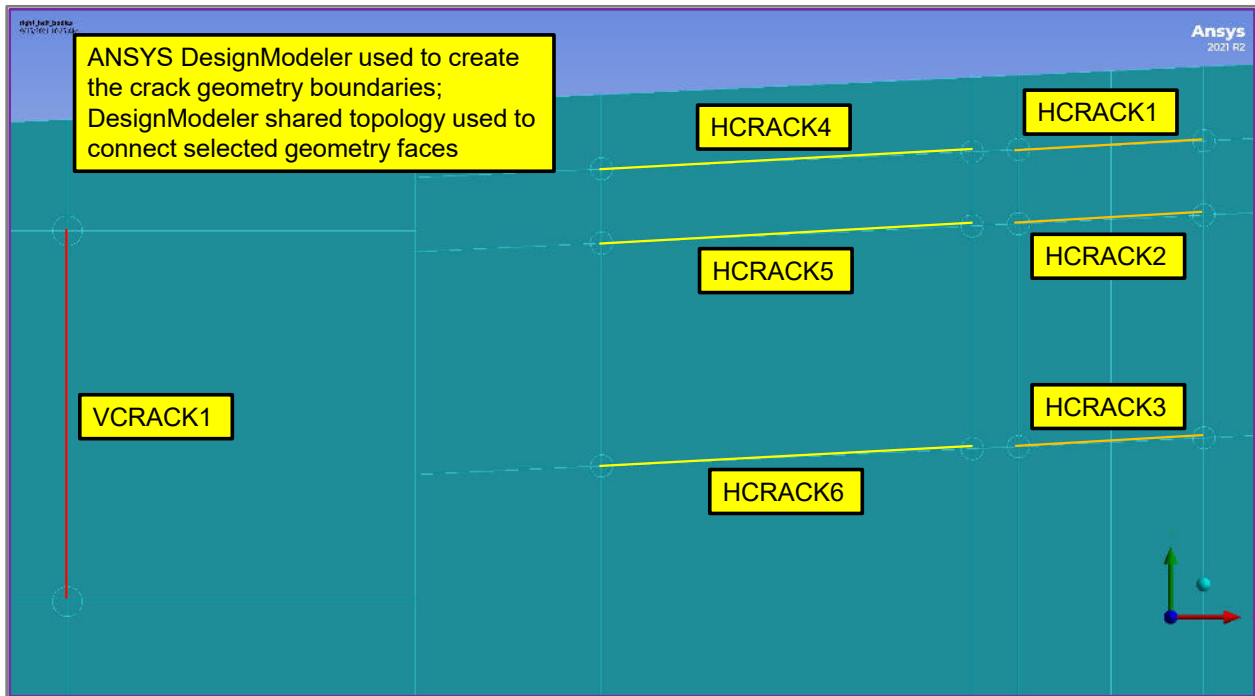 ANSYS DesignModeler used to create
the crack geometry boundaries;
DesignModeler shared topology used to
connect selected geometry faces
Ansys
2021 R2
HCRACK4
HCRACK1
HCRACK5
HCRACK2
VCRACK1
HCRACK3
HCRACK6